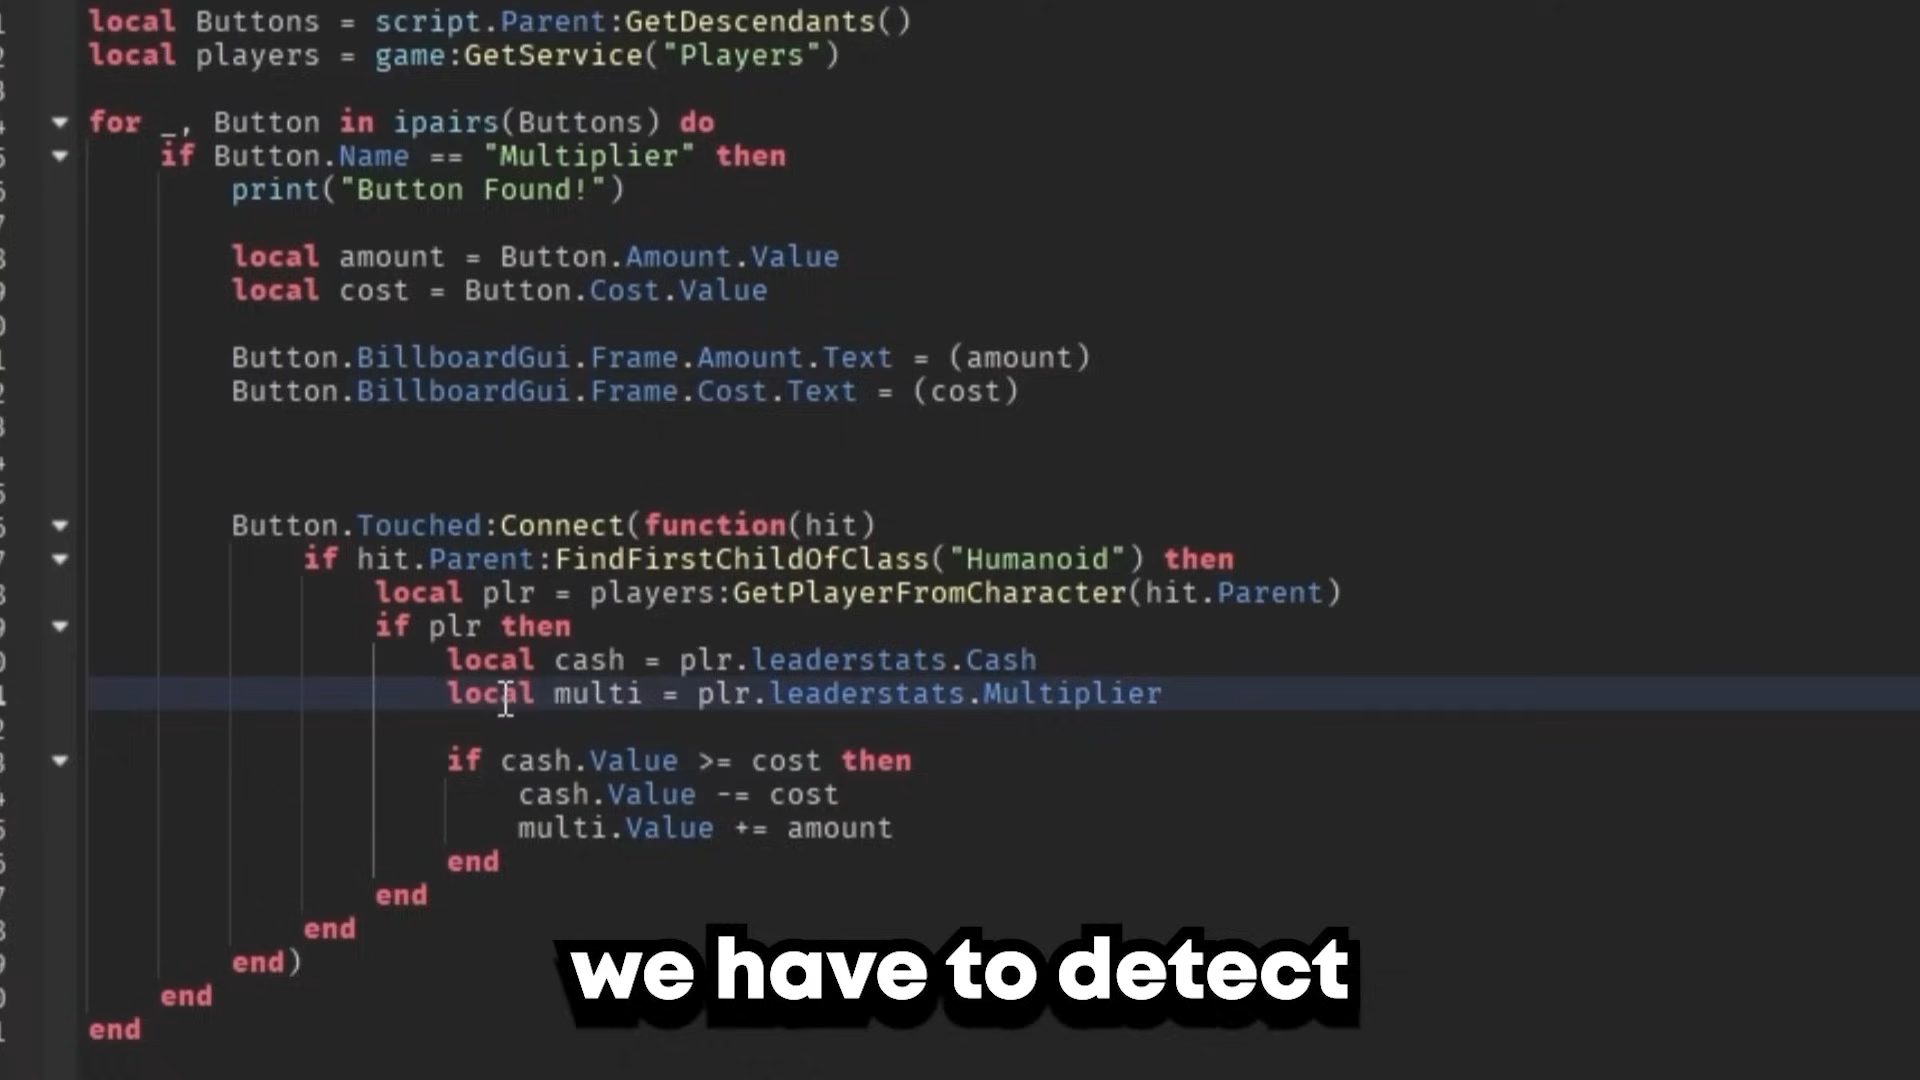 local Buttons = script.Parent:GetDescendants()
local players = game:GetService("Players")
for _, Button in ipairs(Buttons) do
if Button.Name == "Multiplier" then
print("Button Found!")
local amount = Button.Amount.Value
local cost = Button.Cost.Value
Button.BillboardGui.Frame.Amount.Text = (amount)
Button.BillboardGui.Frame.Cost.Text = (cost)
Button.Touched:Connect(function(hit)
if hit.Parent:FindFirstChildOfClass("Humanoid") then
local plr = players:GetPlayerFromCharacter(hit.Parent)
if plr then
local cash = plr.leaderstats.Cash
local multi = plr.leaderstats.Multiplier
if cash.Value >= cost then
cash.Value -= cost
multi.Value += amount
end
end
end
end)
end
end
we have to detect